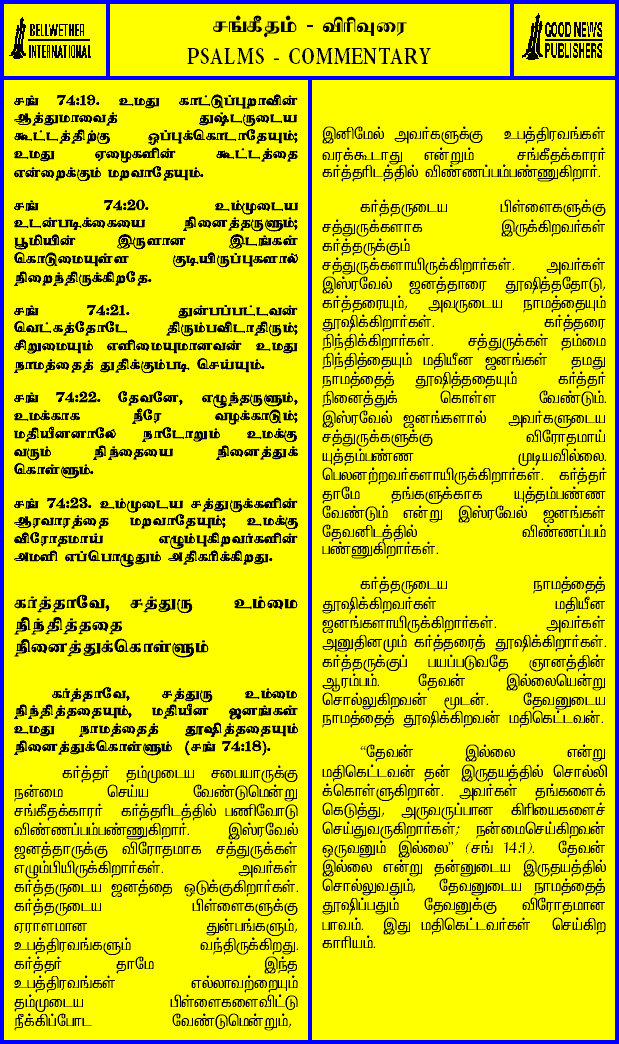 BELLWETHER
INTERNATIONAL
சங்கீதம் - விரிவுரை
PSALMS - COMMENTARY
GOOD NEWS
PUBLISHERS
சங் 74:19. உமது காட்டுப்புறாவின்
ஆத்துமாவைத் துஷ்டருடைய
கூட்டத்திற்கு ஒப்புக்கொடாதேயும்;
உமது ஏழைகளின் கூட்டத்தை
என்றைக்கும் மறவாதேயும்.
சங் 74:20. உம்முடைய
உடன்படிக்கையை நினைத்தருளும்;
பூமியின் இருளான இடங்கள்
கொடுமையுள்ள குடியிருப்புகளால்
நிறைந்திருக்கிறதே.
சங் 74:21. துன்பப்பட்டவன்
வெட்கத்தோடே திரும்பவிடாதிரும்;
சிறுமையும் எளிமையுமானவன் உமது
நாமத்தைத் துதிக்கும்படி செய்யும்.
சங் 74:22. தேவனே, எழுந்தருளும்,
உமக்காக நீரே வழக்காடும்;
மதியீனனாலே நாடோறும் உமக்கு
வரும் நிந்தையை நினைத்துக்
கொள்ளும்.
சங் 74:23. உம்முடைய சத்துருக்களின்
ஆரவாரத்தை மறவாதேயும்; உமக்கு
விரோதமாய் எழும்புகிறவர்களின்
அமளி எப்பொழுதும் அதிகரிக்கிறது.
கர்த்தாவே, சத்துரு உம்மை
நிந்தித்ததை
நினைத்துக்கொள்ளும்
கர்த்தாவே, சத்துரு உம்மை
நிந்தித்ததையும், மதியீன ஜனங்கள்
உமது நாமத்தைத் தூஷித்ததையும்
நினைத்துக்கொள்ளும் (சங் 74:18).
கர்த்தர் தம்முடைய சபையாருக்கு
நன்மை செய்ய வேண்டுமென்று
சங்கீதக்காரர் கர்த்தரிடத்தில் பணிவோடு
விண்ணப்பம்பண்ணுகிறார். இஸ்ரவேல்
ஜனத்தாருக்கு விரோதமாக சத்துருக்கள்
எழும்பியிருக்கிறார்கள். அவர்கள்
கர்த்தருடைய ஜனத்தை ஒடுக்குகிறார்கள்.
கர்த்தருடைய பிள்ளைகளுக்கு
ஏராளமான துன்பங்களும்,
உபத்திரவங்களும் வந்திருக்கிறது.
கர்த்தர் தாமே இந்த
உபத்திரவங்கள் எல்லாவற்றையும்
தம்முடைய பிள்ளைகளைவிட்டு
நீக்கிப்போட வேண்டுமென்றும்,
இனிமேல் அவர்களுக்கு உபத்திரவங்கள்
வரக்கூடாது என்றும் சங்கீதக்காரர்
கர்த்தரிடத்தில் விண்ணப்பம்பண்ணுகிறார்.
கர்த்தருடைய பிள்ளைகளுக்கு
சத்துருக்களாக இருக்கிறவர்கள்
கர்த்தருக்கும்
சத்துருக்களாயிருக்கிறார்கள். அவர்கள்
இஸ்ரவேல் ஜனத்தாரை தூஷித்ததோடு,
கர்த்தரையும், அவருடைய நாமத்தையும்
தூஷிக்கிறார்கள். கர்த்தரை
நிந்திக்கிறார்கள். சத்துருக்கள் தம்மை
நிந்தித்தையும் மதியீன ஜனங்கள் தமது
நாமத்தைத் தூஷித்ததையும் கர்த்தர்
நினைத்துக் கொள்ள வேண்டும்.
இஸ்ரவேல் ஜனங்களால் அவர்களுடைய
சத்துருக்களுக்கு விரோதமாய்
யுத்தம்பண்ண முடியவில்லை.
பெலனற்றவர்களாயிருக்கிறார்கள். கர்த்தர்
தாமே தங்களுக்காக யுத்தம்பண்ண
வேண்டும் என்று இஸ்ரவேல் ஜனங்கள்
தேவனிடத்தில் விண்ணப்பம்
பண்ணுகிறார்கள்.
கர்த்தருடைய நாமத்தைத்
தூஷிக்கிறவர்கள் மதியீன
ஜனங்களாயிருக்கிறார்கள். அவர்கள்
அனுதினமும் கர்த்தரைத் தூஷிக்கிறார்கள்.
கர்த்தருக்குப் பயப்படுவதே ஞானத்தின்
ஆரம்பம். தேவன் இல்லையென்று
சொல்லுகிறவன் மூடன். தேவனுடைய
நாமத்தைத் தூஷிக்கிறவன் மதிகெட்டவன்.
“தேவன் இல்லை என்று
மதிகெட்டவன் தன் இருதயத்தில் சொல்லி
க்கொள்ளுகிறான். அவர்கள் தங்களைக்
கெடுத்து, அருவருப்பான கிரியைகளைச்
செய்துவருகிறார்கள்; நன்மைசெய்கிறவன்
ஒருவனும் இல்லை” (சங் 14:1). தேவன்
இல்லை என்று தன்னுடைய இருதயத்தில்
சொல்லுவதும், தேவனுடைய நாமத்தைத்
தூஷிப்பதும் தேவனுக்கு விரோதமான
பாவம். இது மதிகெட்டவர்கள் செய்கிற
காரியம்.